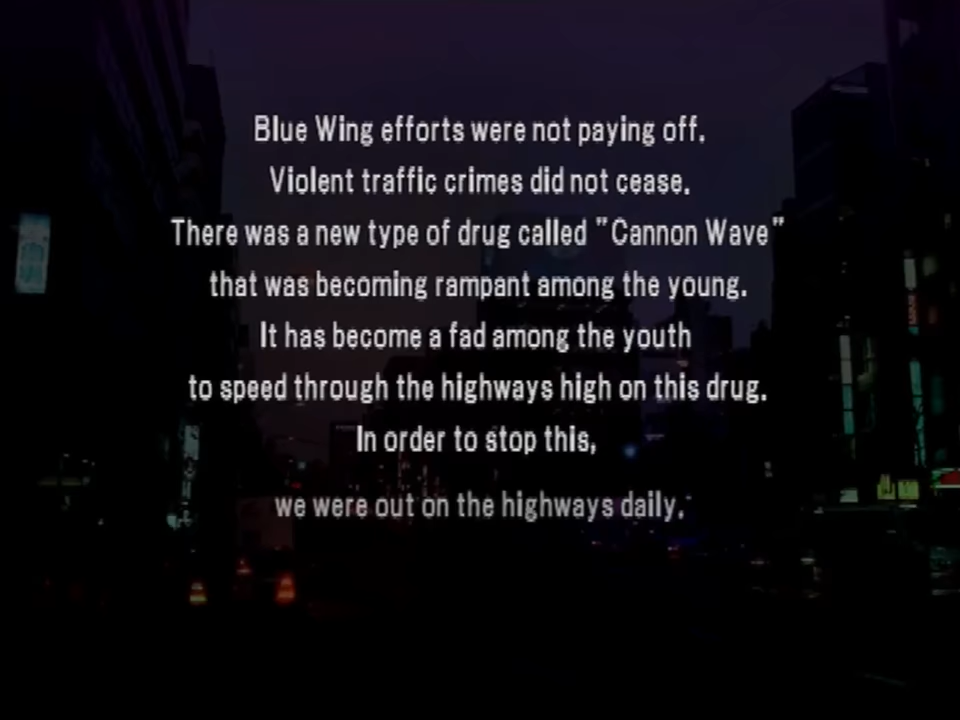 Blue Wing efforts were not paying off.
Violent traffic crimes did not cease.
There was a new type of drug called "Cannon Wave"
that was becoming rampant among the young.
It has become a fad among the youth
to speed through the highways high on this drug.
In order to stop this,
we were out on the highways daily.